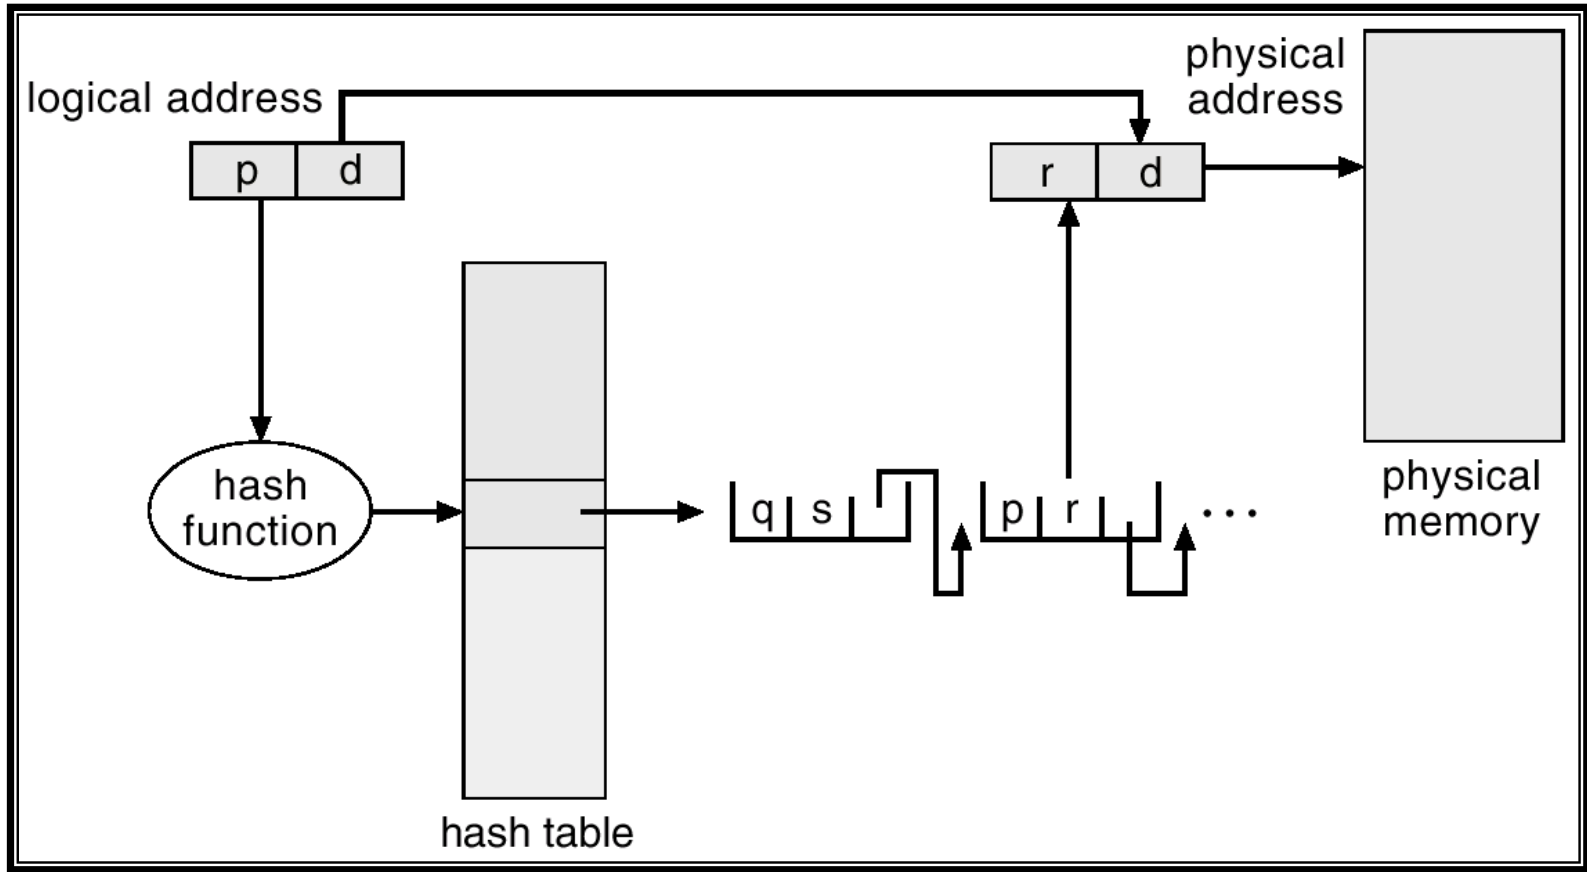 logical address
physical
address
p d
r d
hash
function
q s
p r
...
physical
memory
hash table